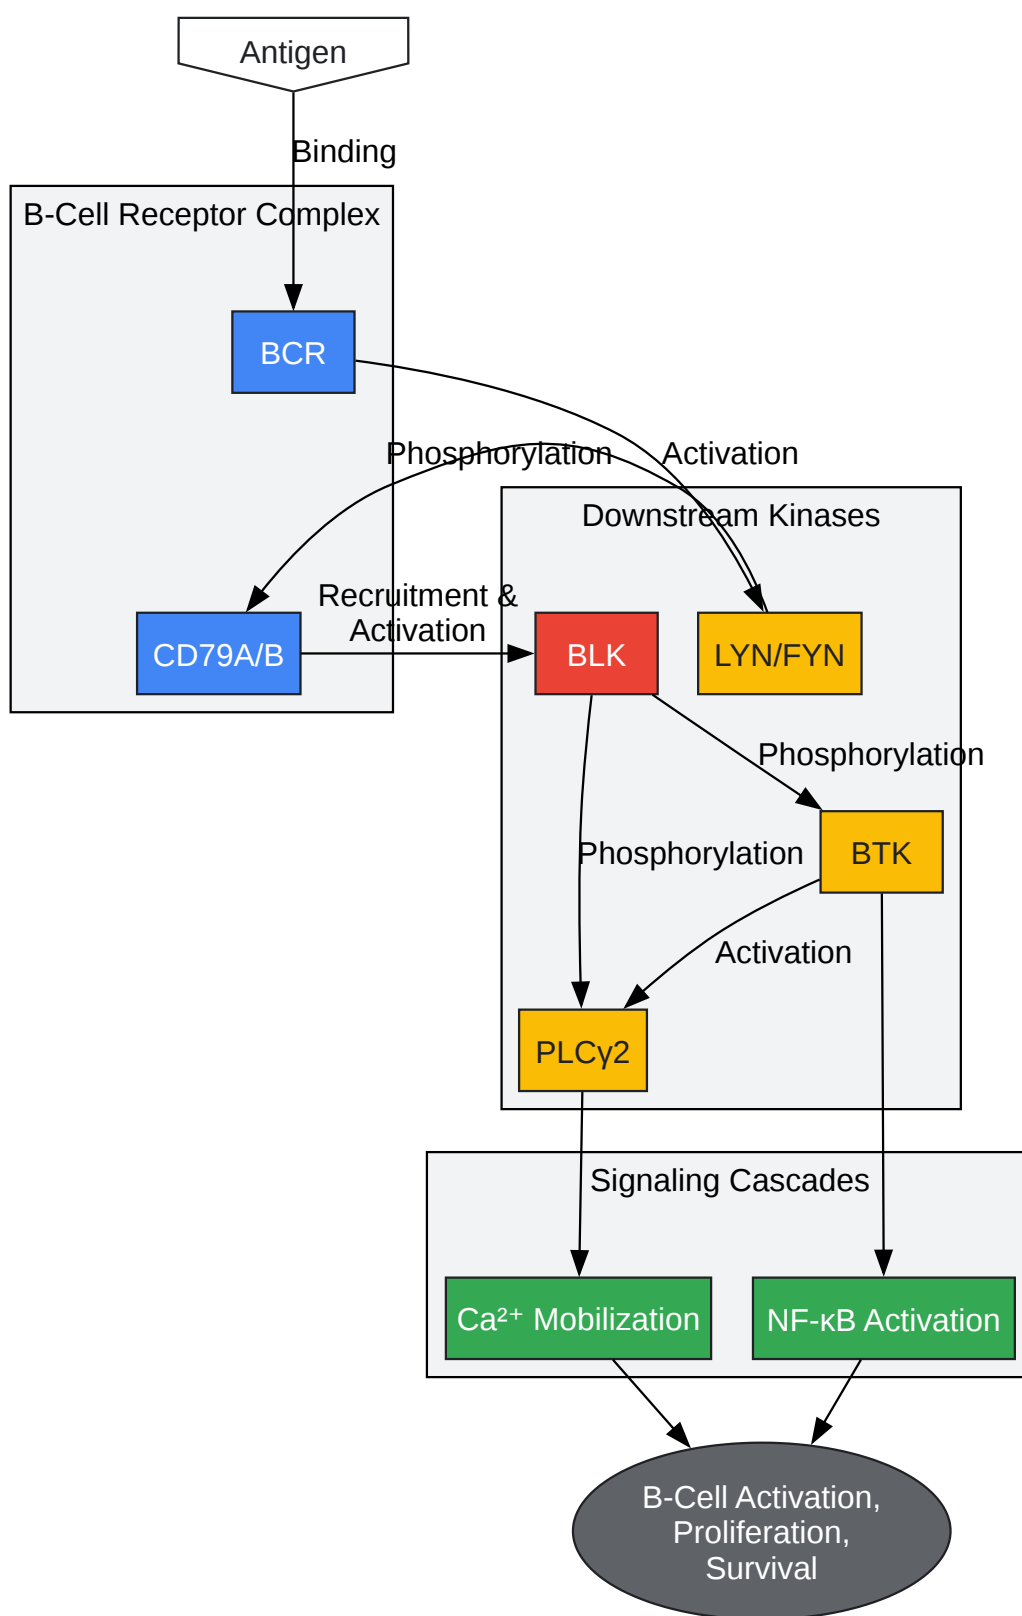 Antigen
Binding
B-Cell Receptor Complex
BCR
Phosphorylation
Activation
Downstream Kinases
Recruitment &
Activation
CD79A/B
BLK
LYN/FYN
Phosphorylation
Phosphorylation
BTK
Activation
PLCγ2
Signaling Cascades
Ca²⁺ Mobilization
NF-κB Activation
B-Cell Activation,
Proliferation,
Survival